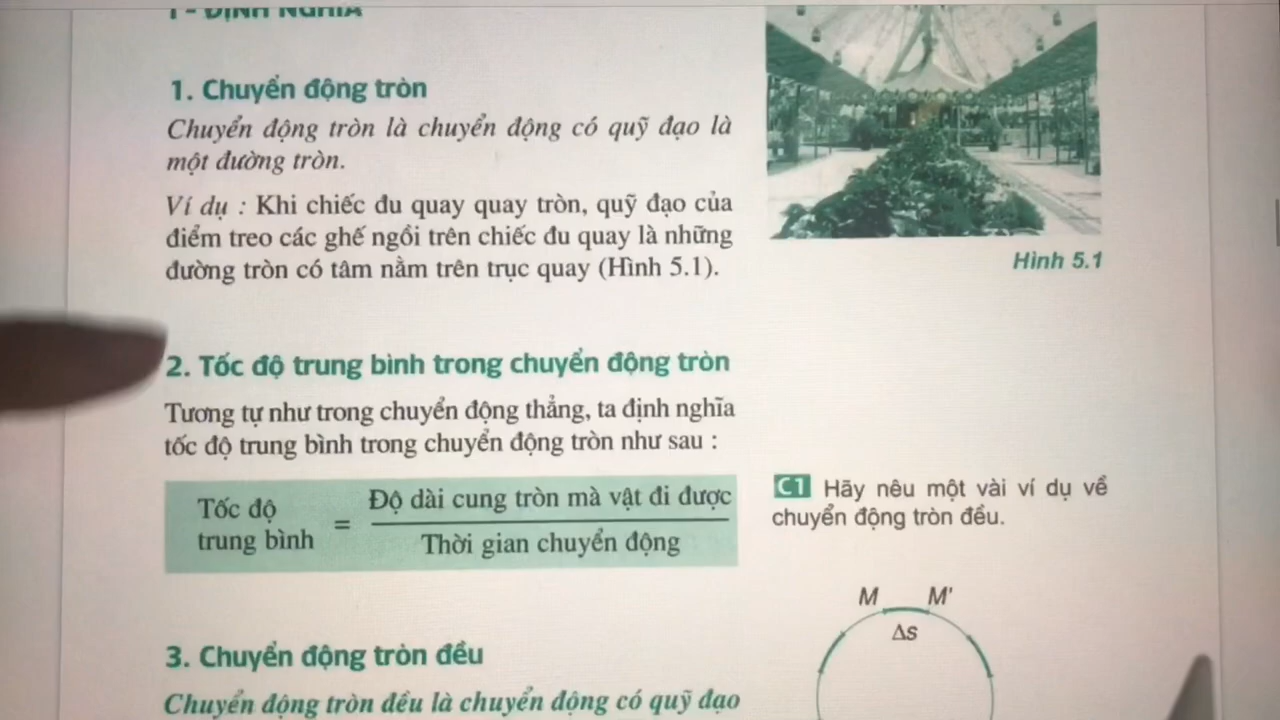 I - ĐỊNH NGHĨA
1. Chuyển động tròn
Chuyển động tròn là chuyển động có quỹ đạo là
một đường tròn.
Ví dụ : Khi chiếc đu quay quay tròn, quỹ đạo của
điểm treo các ghế ngồi trên chiếc đu quay là những
đường tròn có tâm nằm trên trục quay (Hình 5.1).
Hình 5.1
2. Tốc độ trung bình trong chuyển động tròn
Tương tự như trong chuyển động thẳng, ta định nghĩa
tốc độ trung bình trong chuyển động tròn như sau :
Tốc độ
trung bình
=
Độ dài cung tròn mà vật đi được
Thời gian chuyển động
C1 Hãy nêu một vài ví dụ về
chuyển động tròn đều.
M M'
Δs
3. Chuyển động tròn đều
Chuyển động tròn đều là chuyển động có quỹ đạo